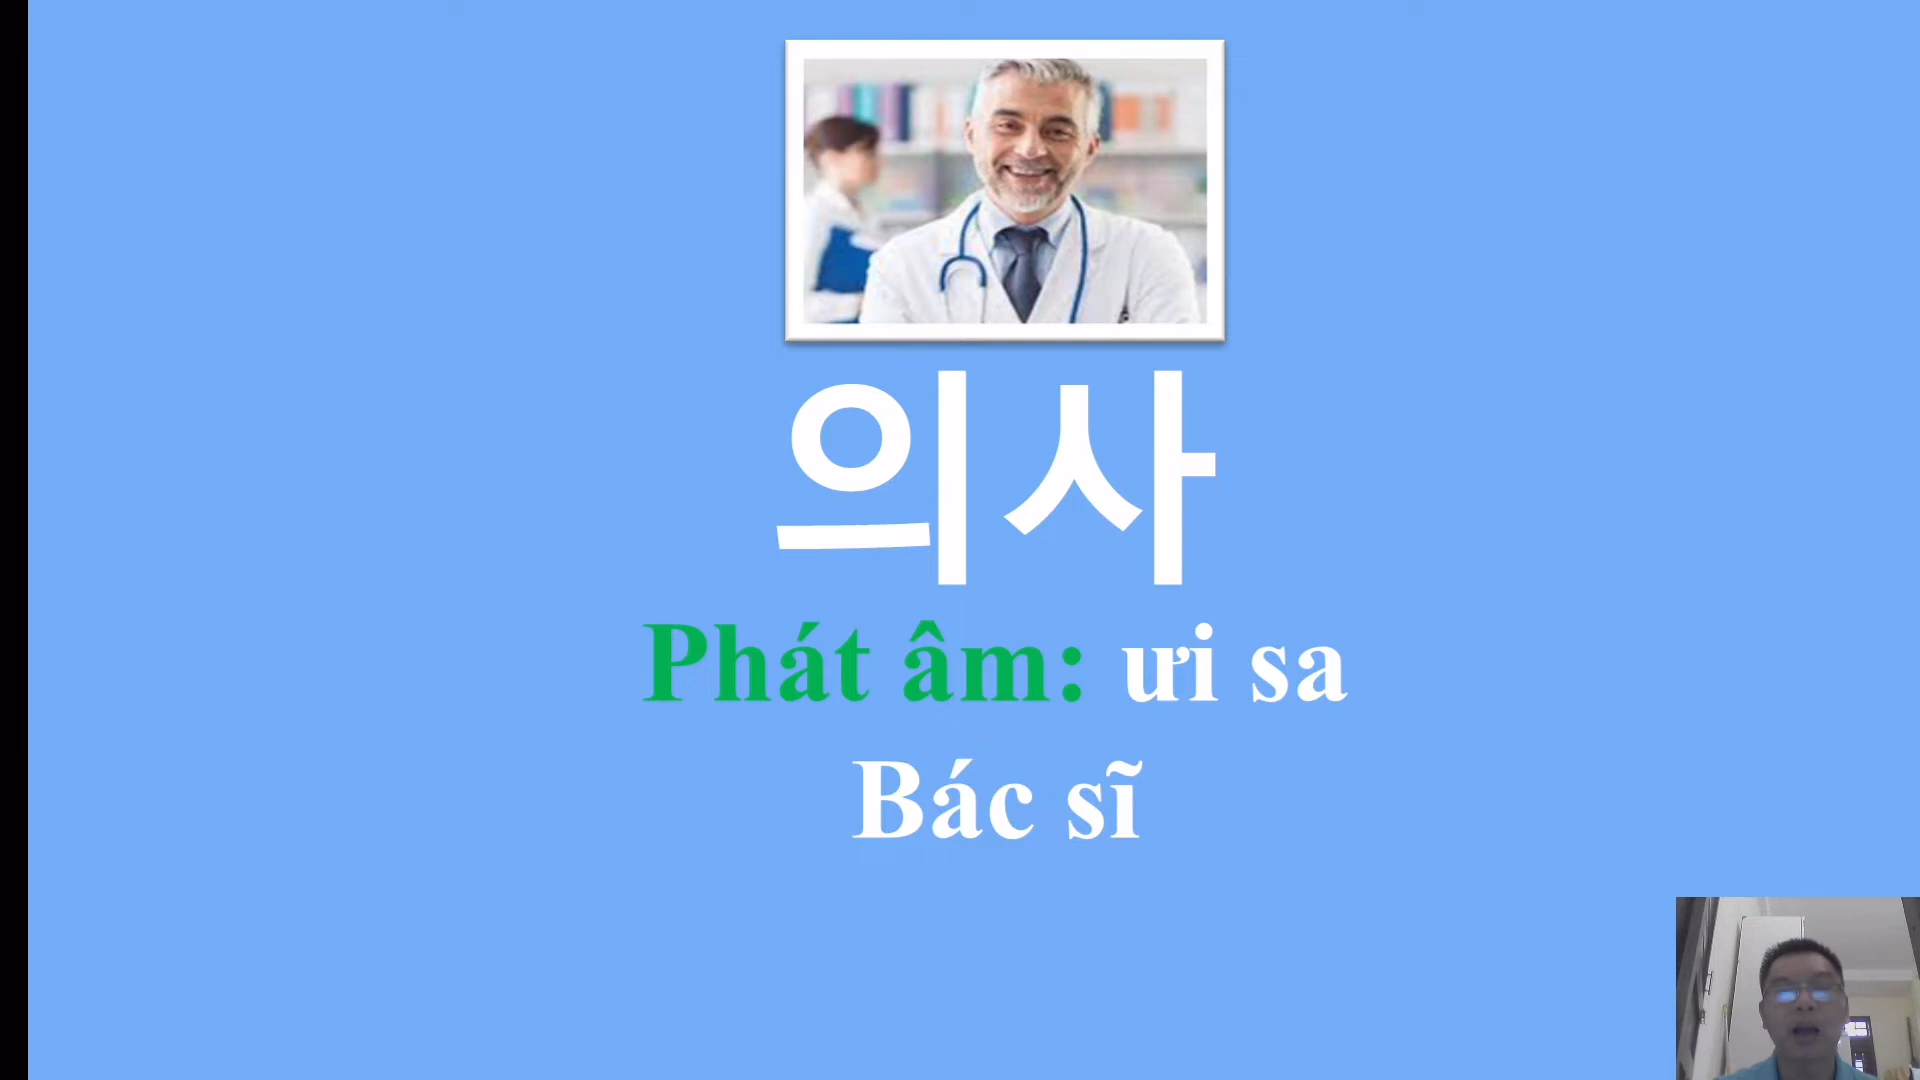 의사
Phát âm: ưi sa
Bác sĩ